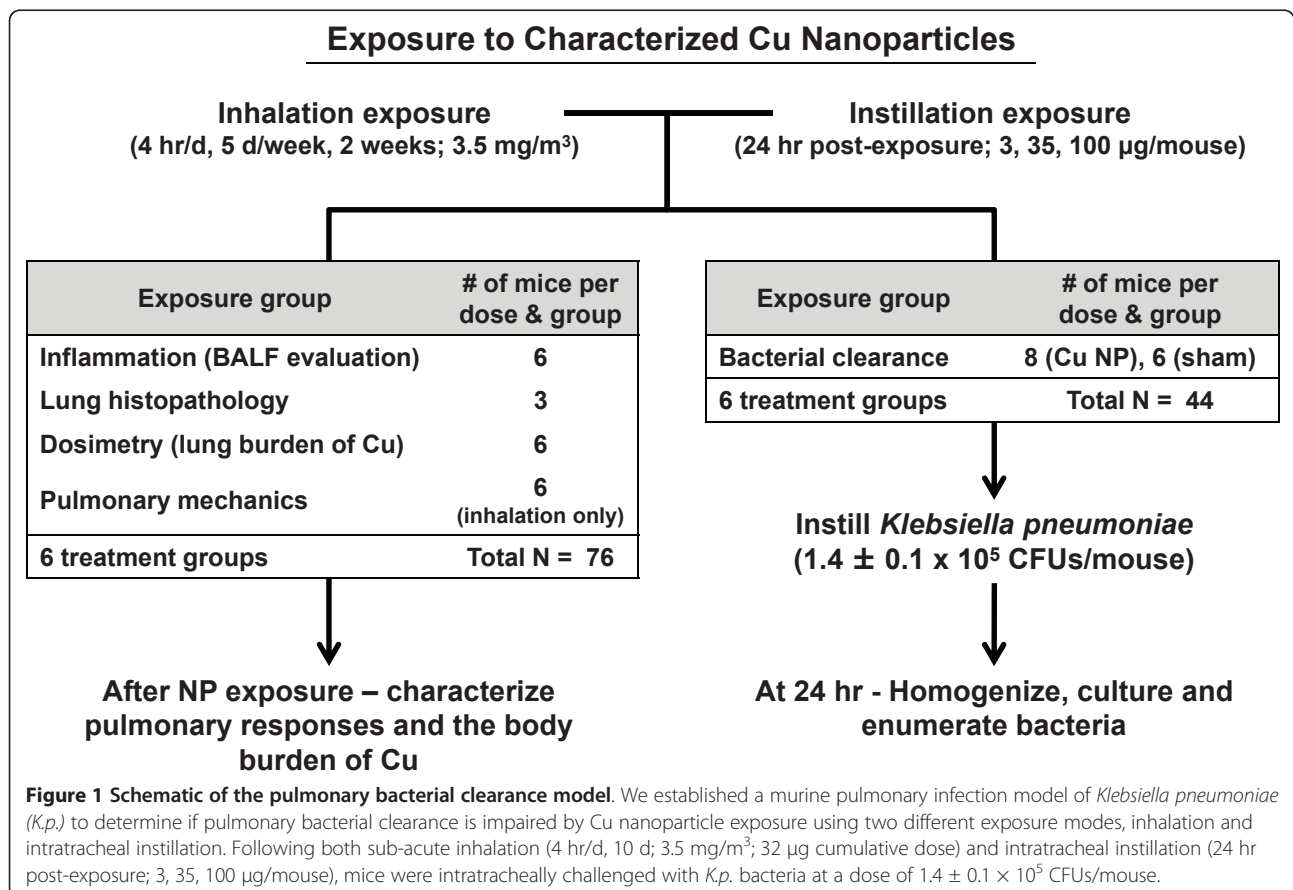 Exposure to Characterized Cu Nanoparticles
Inhalation exposure
(4 hr/d, 5 d/week, 2 weeks; 3.5 mg/m³)
Instillation exposure
(24 hr post-exposure; 3, 35, 100 µg/mouse)
Exposure group
# of mice per
dose & group
Inflammation (BALF evaluation) 6
Lung histopathology 3
Dosimetry (lung burden of Cu) 6
Pulmonary mechanics 6
(inhalation only)
6 treatment groups Total N = 76
After NP exposure – characterize
pulmonary responses and the body
burden of Cu
Exposure group
# of mice per
dose & group
Bacterial clearance 8 (Cu NP), 6 (sham)
6 treatment groups Total N = 44
Instill Klebsiella pneumoniae
(1.4 ± 0.1 x 10⁵ CFUs/mouse)
At 24 hr - Homogenize, culture and
enumerate bacteria
Figure 1 Schematic of the pulmonary bacterial clearance model. We established a murine pulmonary infection model of Klebsiella pneumoniae
(K.p.) to determine if pulmonary bacterial clearance is impaired by Cu nanoparticle exposure using two different exposure modes, inhalation and
intratracheal instillation. Following both sub-acute inhalation (4 hr/d, 10 d; 3.5 mg/m³; 32 µg cumulative dose) and intratracheal instillation (24 hr
post-exposure; 3, 35, 100 µg/mouse), mice were intratracheally challenged with K.p. bacteria at a dose of 1.4 ± 0.1 × 10⁵ CFUs/mouse.